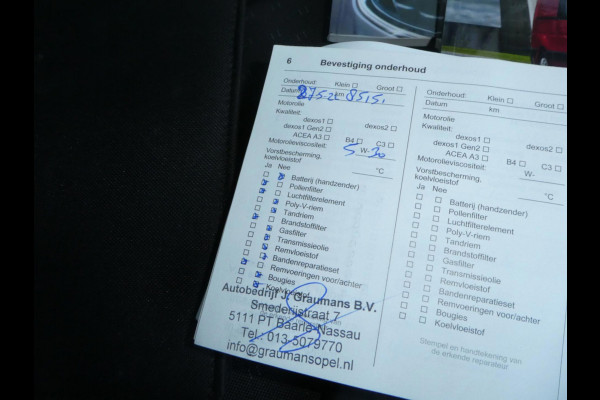 6 Bevestiging onderhoud
Onderhoud: Klein ☐ Groot ☐
Datum 27-5-22 km 8515,
Motorolie
Kwaliteit:
dexos1 ☐ dexos2 ☐
dexos1 Gen2 ☐
ACEA A3 ☐ B4 ☐ C3 ☐
Motorolieviscositeit: 5 W- 30
Vorstbescherming,
koelvloeistof °C
Ja Nee
Batterij (handzender)
Pollenfilter
Luchtfilterelement
Poly-V-riem
Tandriem
Brandstoffilter
Gasfilter
Transmissieolie
Remvloeistof
Bandenreparatieset
Remvoeringen voor/achter
Bougies
Koelvloeistof
Autobedrijf J. Graumans B.V.
Smederijstraat 7
5111 PT Baarle-Nassau
Tel.: 013-5079770
info@graumansopel.nl
Onderhoud: Klein ☐ Groot ☐
Datum km
Motorolie
Kwaliteit:
dexos1 ☐ dexos2 ☐
dexos1 Gen2 ☐
ACEA A3 ☐ B4 ☐ C3 ☐
Motorolieviscositeit: W-
Vorstbescherming,
koelvloeistof °C
Ja Nee
☐ ☐ Batterij (handzender)
☐ ☐ Pollenfilter
☐ ☐ Luchtfilterelement
☐ ☐ Poly-V-riem
☐ ☐ Tandriem
☐ ☐ Brandstoffilter
☐ ☐ Gasfilter
☐ ☐ Transmissieolie
☐ ☐ Remvloeistof
☐ ☐ Bandenreparatieset
☐ ☐ Remvoeringen voor/achter
☐ ☐ Bougies
☐ ☐ Koelvloeistof
Stempel en handtekening van
de erkende reparateur